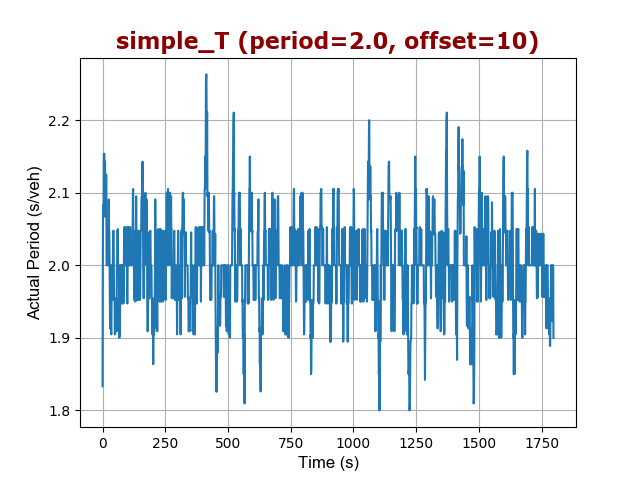 simple_T (period=2.0, offset=10)
Actual Period (s/veh)
2.2
2.1
2.0
1.9
1.8
0 250 500 750 1000 1250 1500 1750
Time (s)